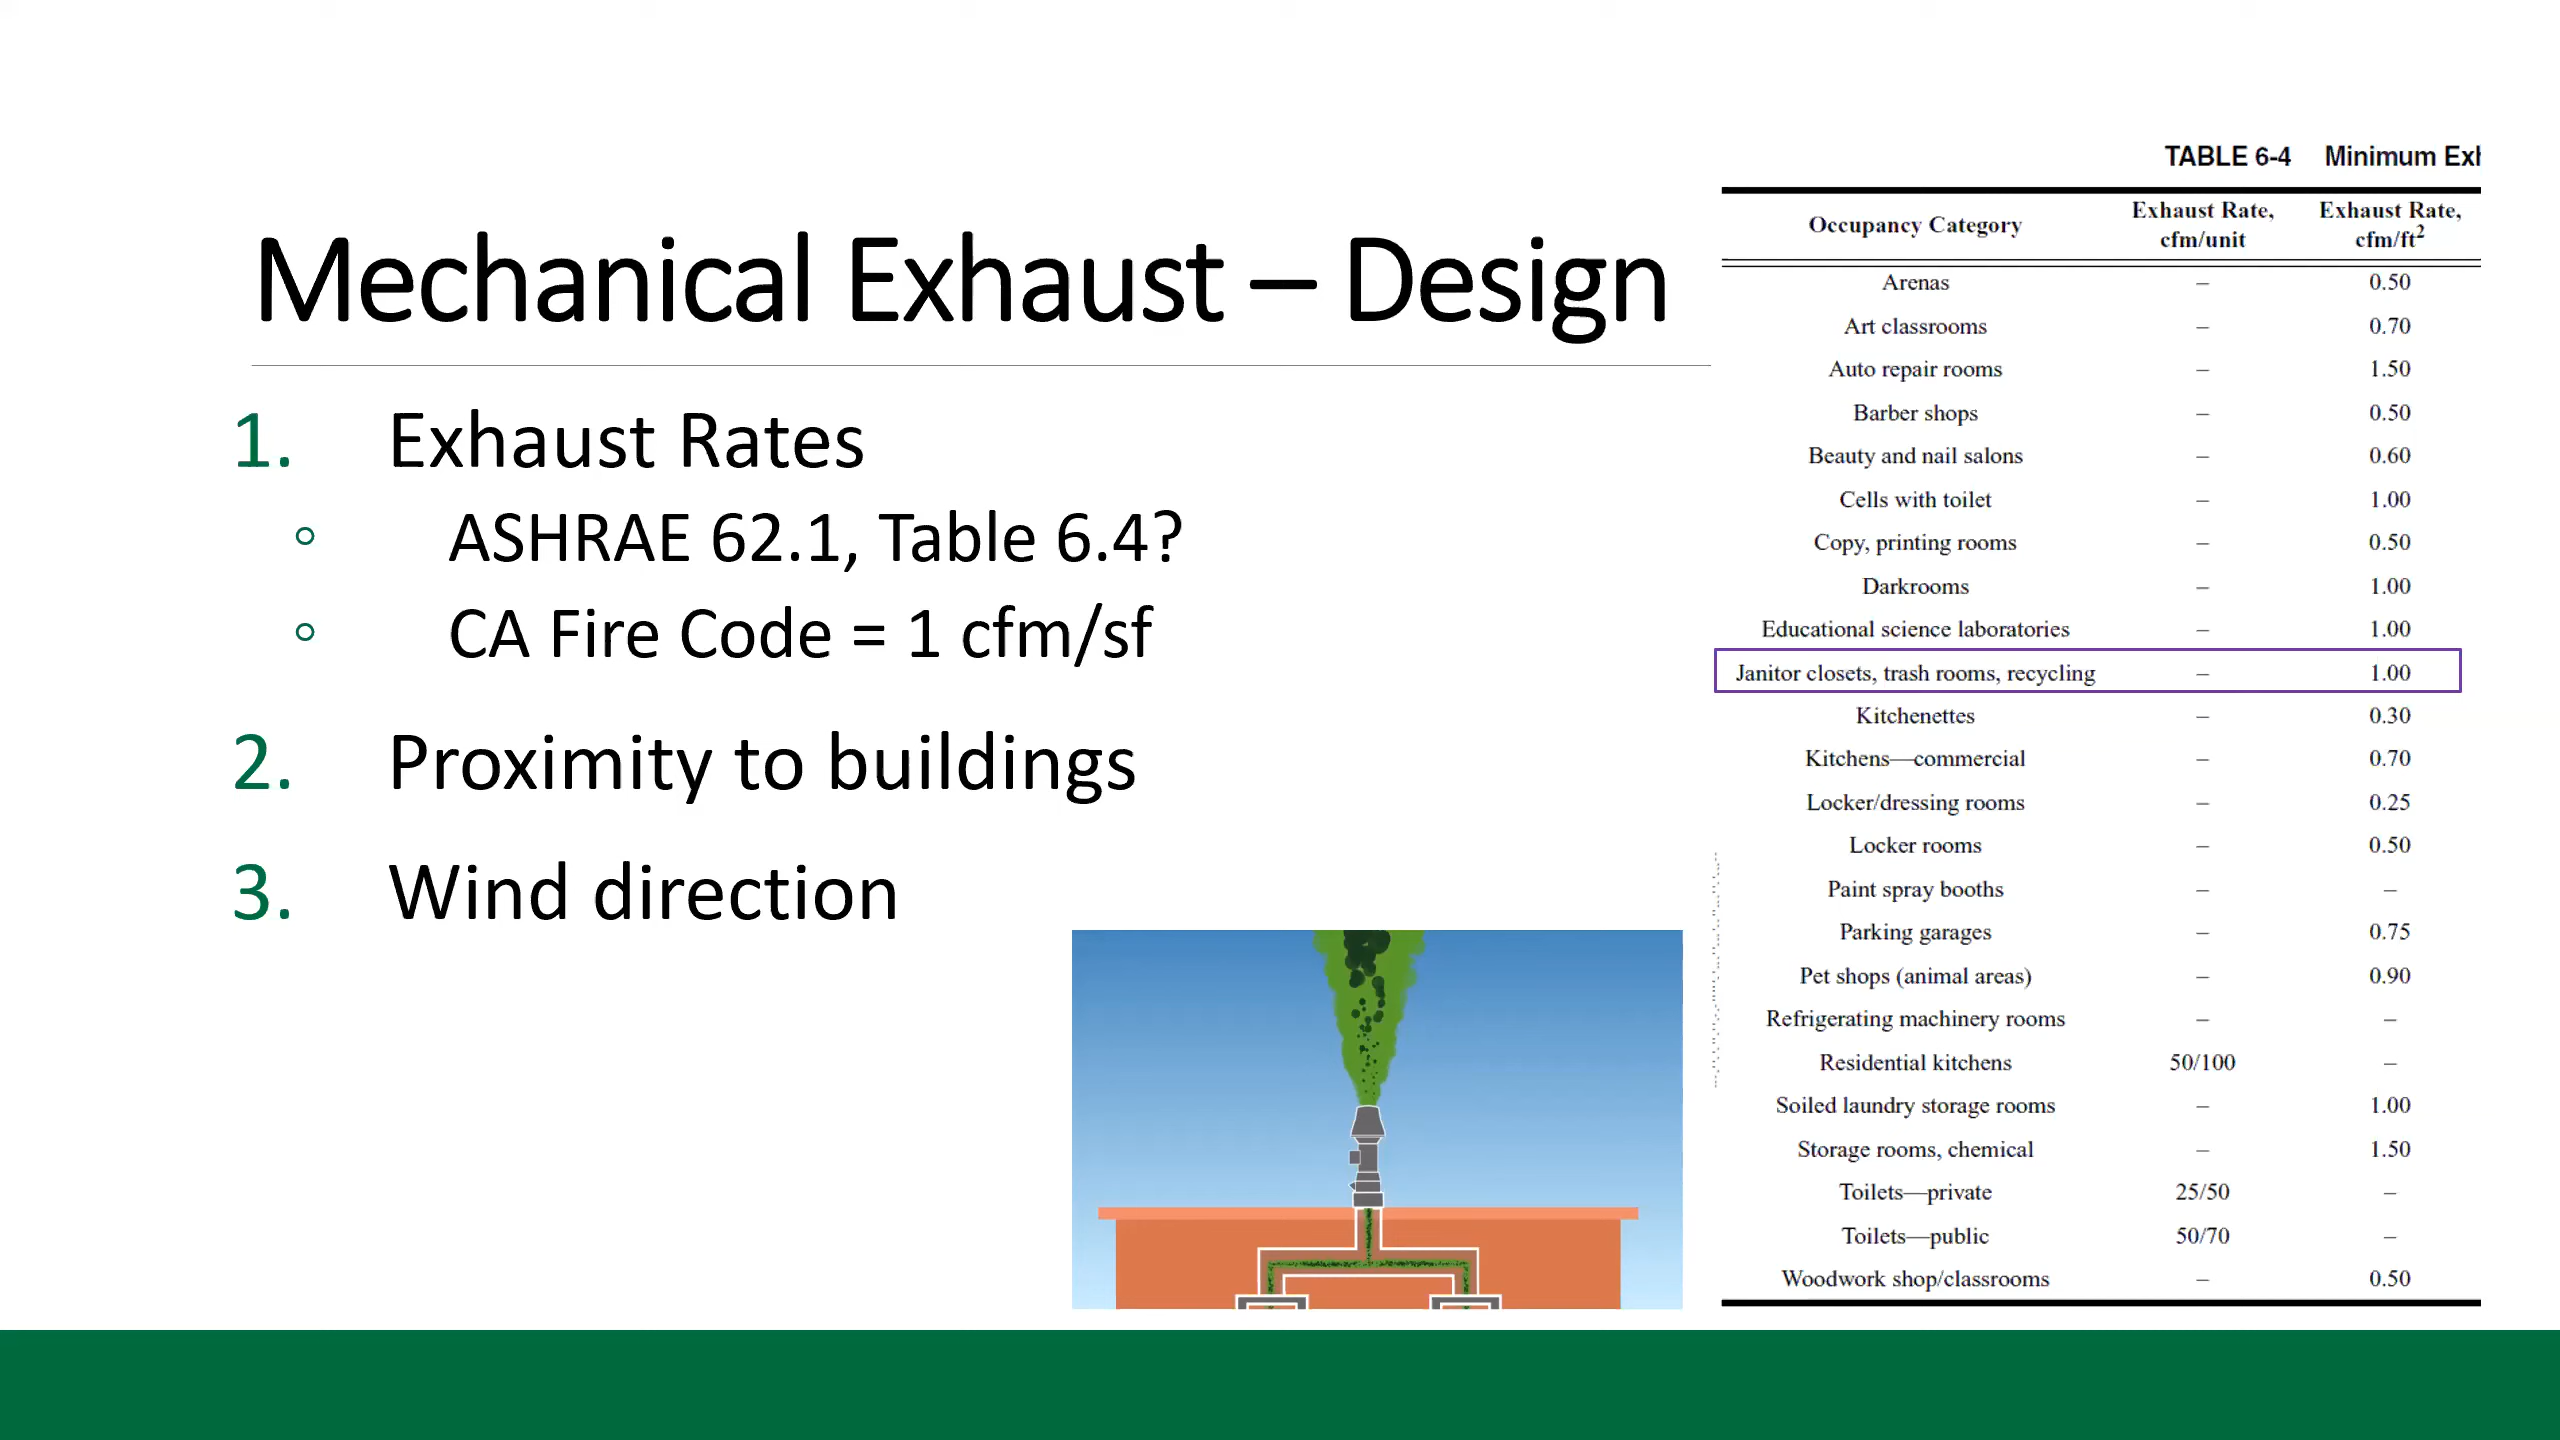 Mechanical Exhaust – Design
1. Exhaust Rates
◦ ASHRAE 62.1, Table 6.4?
◦ CA Fire Code = 1 cfm/sf
2. Proximity to buildings
3. Wind direction
TABLE 6-4 Minimum Exh
Occupancy Category Exhaust Rate, cfm/unit Exhaust Rate, cfm/ft²
Arenas – 0.50
Art classrooms – 0.70
Auto repair rooms – 1.50
Barber shops – 0.50
Beauty and nail salons – 0.60
Cells with toilet – 1.00
Copy, printing rooms – 0.50
Darkrooms – 1.00
Educational science laboratories – 1.00
Janitor closets, trash rooms, recycling – 1.00
Kitchenettes – 0.30
Kitchens—commercial – 0.70
Locker/dressing rooms – 0.25
Locker rooms – 0.50
Paint spray booths – –
Parking garages – 0.75
Pet shops (animal areas) – 0.90
Refrigerating machinery rooms – –
Residential kitchens 50/100 –
Soiled laundry storage rooms – 1.00
Storage rooms, chemical – 1.50
Toilets—private 25/50 –
Toilets—public 50/70 –
Woodwork shop/classrooms – 0.50